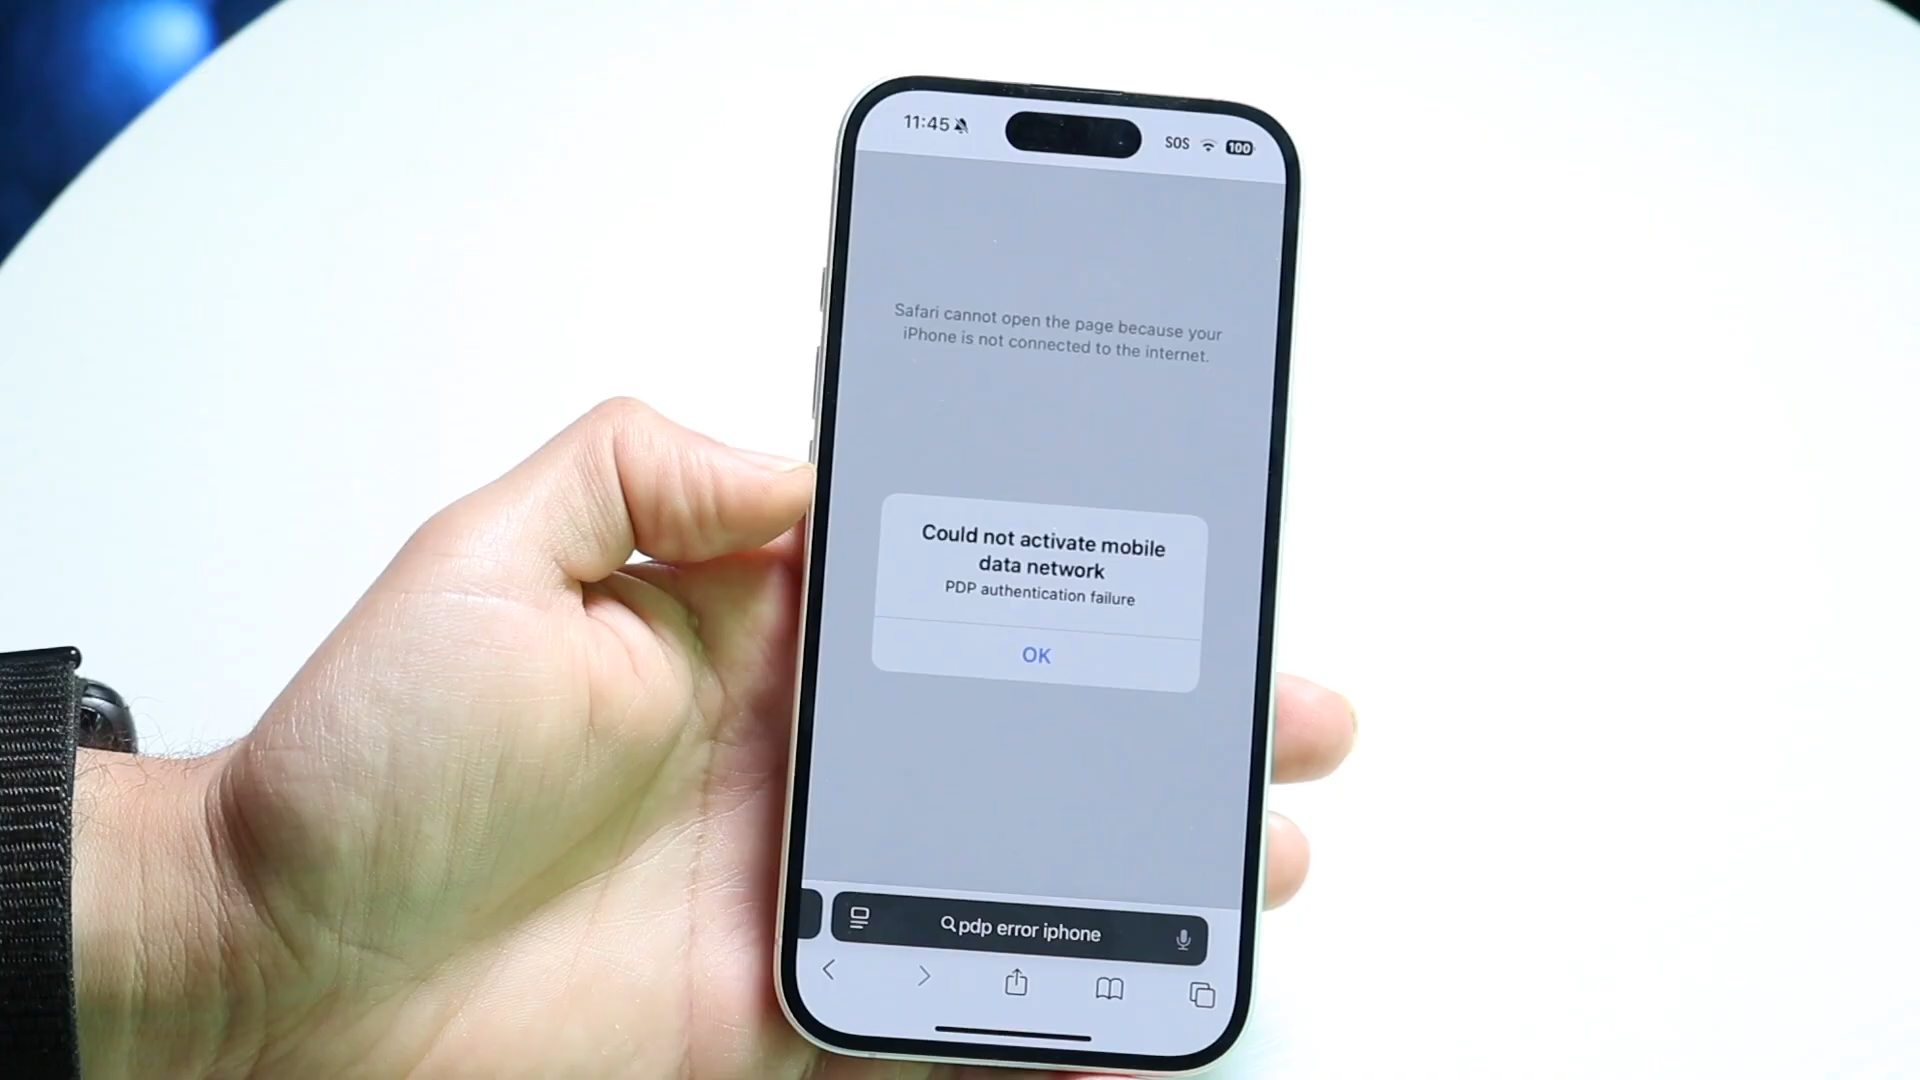 11:45
SOS
100
Safari cannot open the page because your
iPhone is not connected to the internet.
Could not activate mobile
data network
PDP authentication failure
OK
pdp error iphone